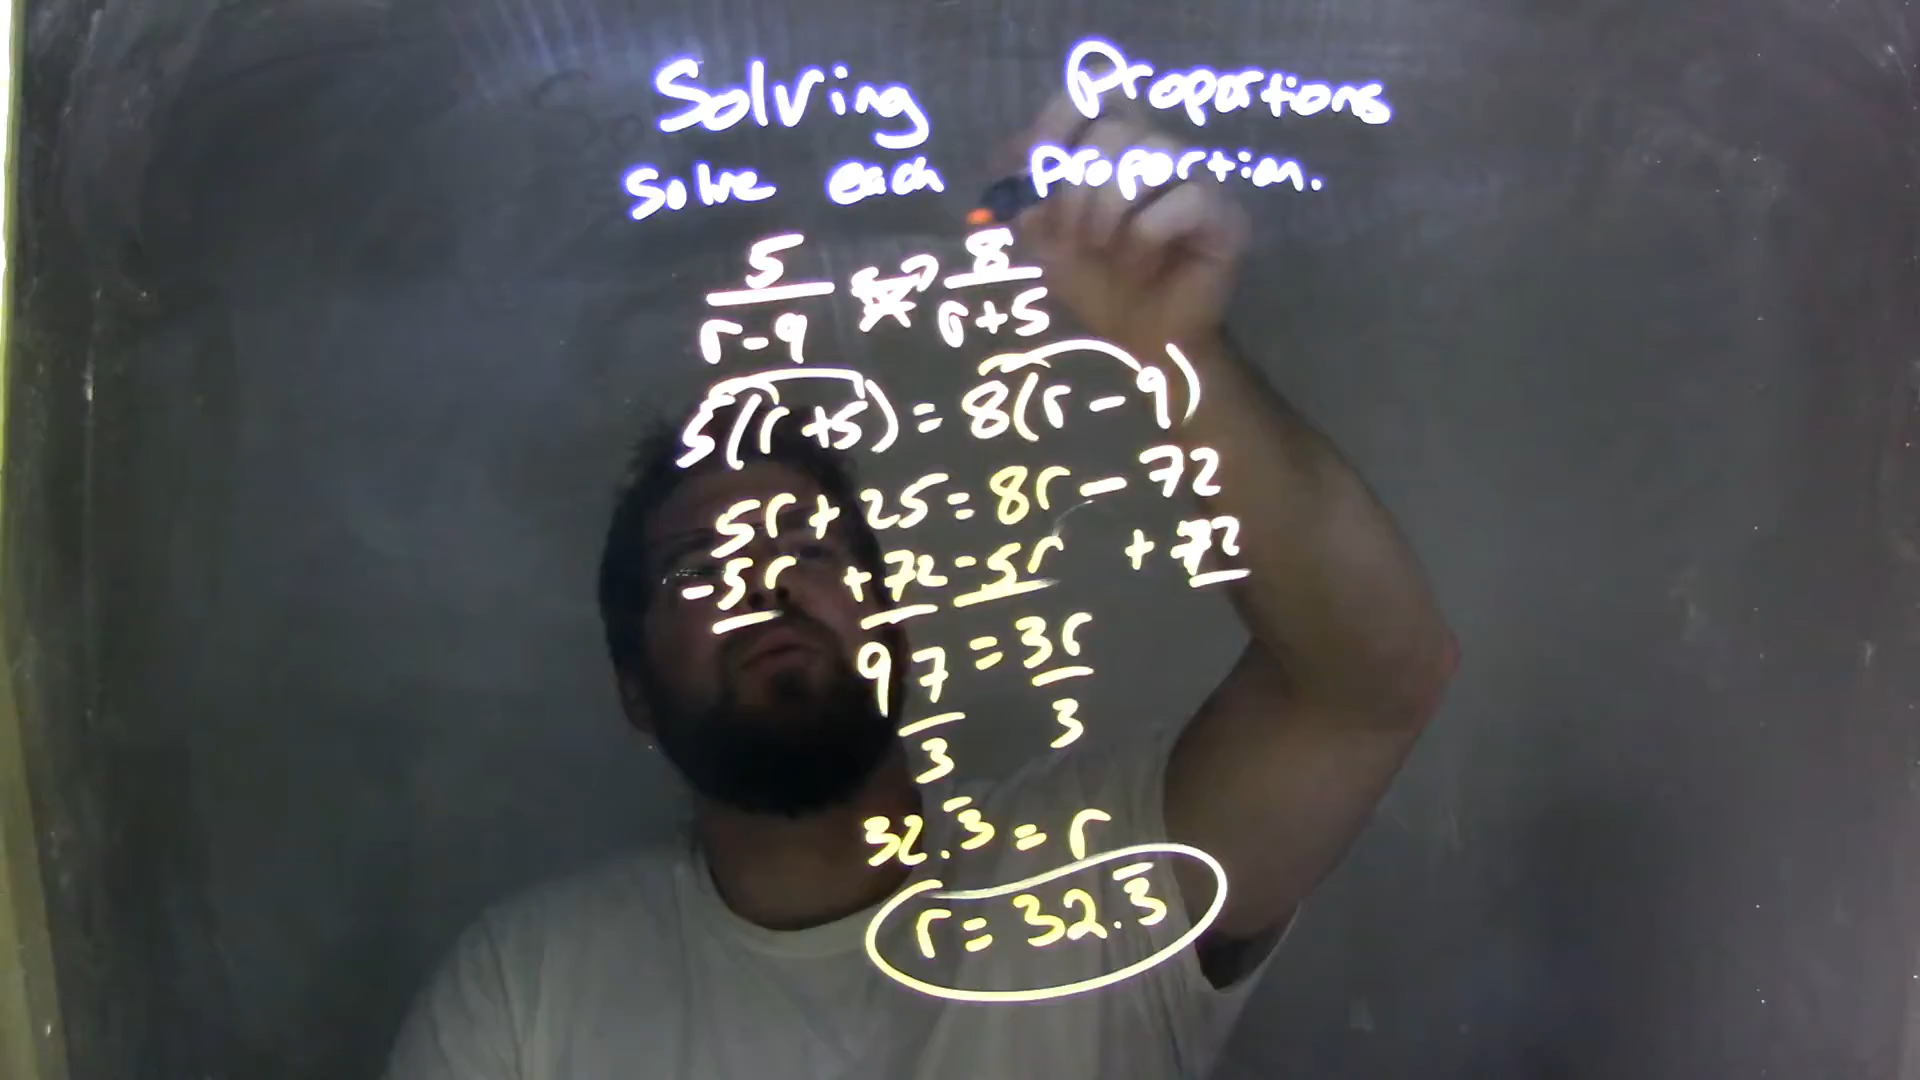 Solving Proportions
Solve each proportion.
5 8
r-9 r+5
5(r+5)=8(r-9)
5r+25=8r-72
-5r +72-5r +72
97=3r
3 3
32.3̅=r
r=32.3̅